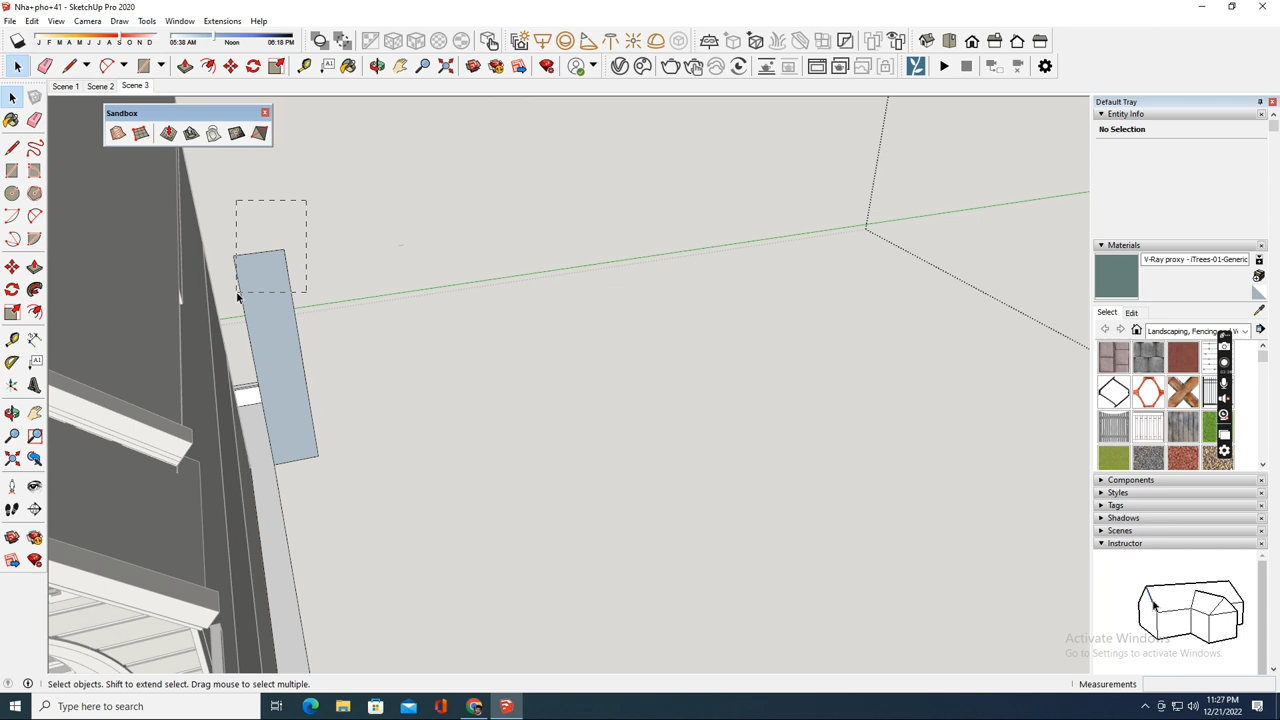 Nha+pho+41 - SketchUp Pro 2020
File Edit View Camera Draw Tools Window Extensions Help
J F M A M J J A S O N D 05:38 AM Noon 06:18 PM
Scene 1 Scene 2 Scene 3
Sandbox
Default Tray
Entity Info
No Selection
Materials
V-Ray proxy - iTrees-01-Generic
Select Edit
Landscaping, Fencing and V
Components
Styles
Tags
Shadows
Scenes
Instructor
Activate Windows
Go to Settings to activate Windows.
Select objects. Shift to extend select. Drag mouse to select multiple.
Measurements
Type here to search
11:27 PM
12/21/2022